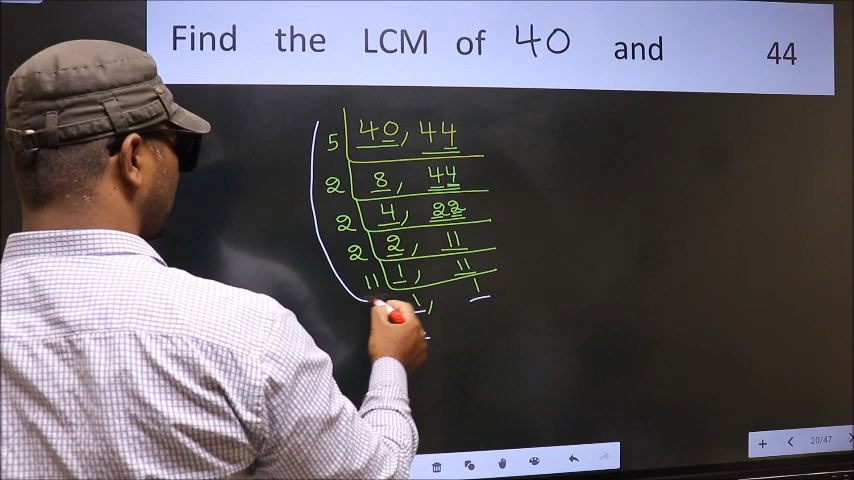 Find the LCM of 40 and 44
5 40, 44
2 8, 44
2 4, 22
2 2, 11
11 1, 11
1, 1
20/47